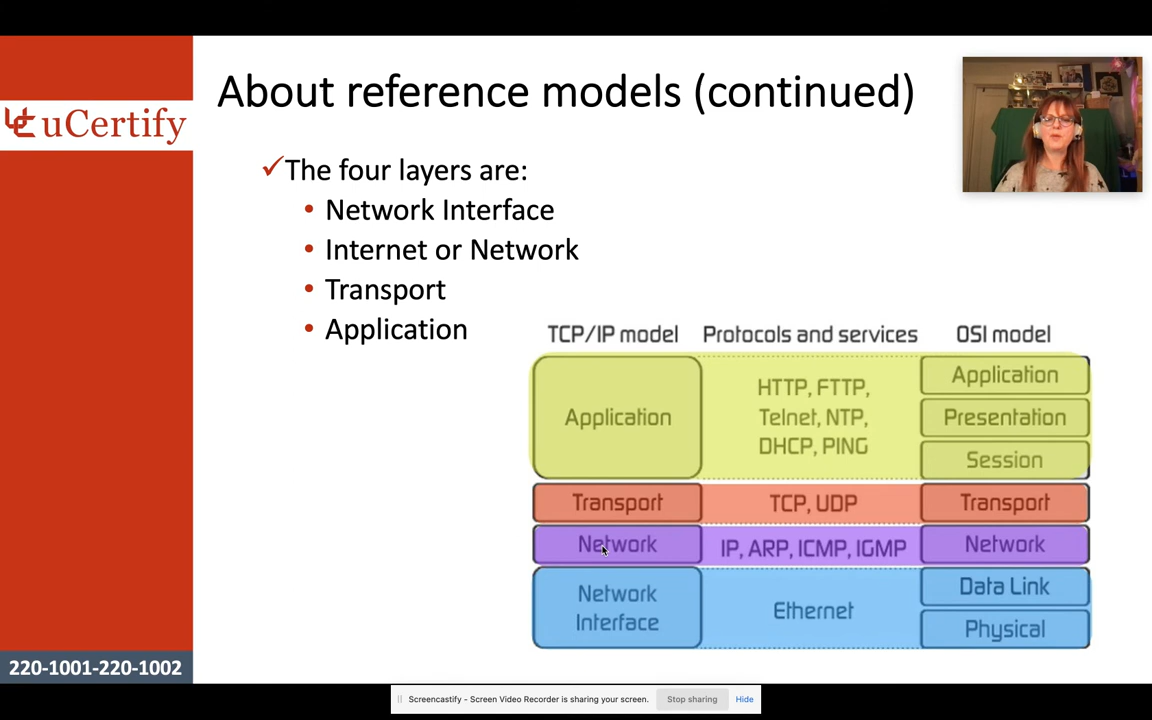 About reference models (continued)
uCertify
✓The four layers are:
• Network Interface
• Internet or Network
• Transport
• Application
TCP/IP model Protocols and services OSI model
Application
HTTP, FTTP,
Telnet, NTP,
DHCP, PING
Application
Presentation
Session
Transport TCP, UDP Transport
Network IP, ARP, ICMP, IGMP Network
Network
Interface
Ethernet
Data Link
Physical
220-1001-220-1002
Screencastify - Screen Video Recorder is sharing your screen. Stop sharing Hide